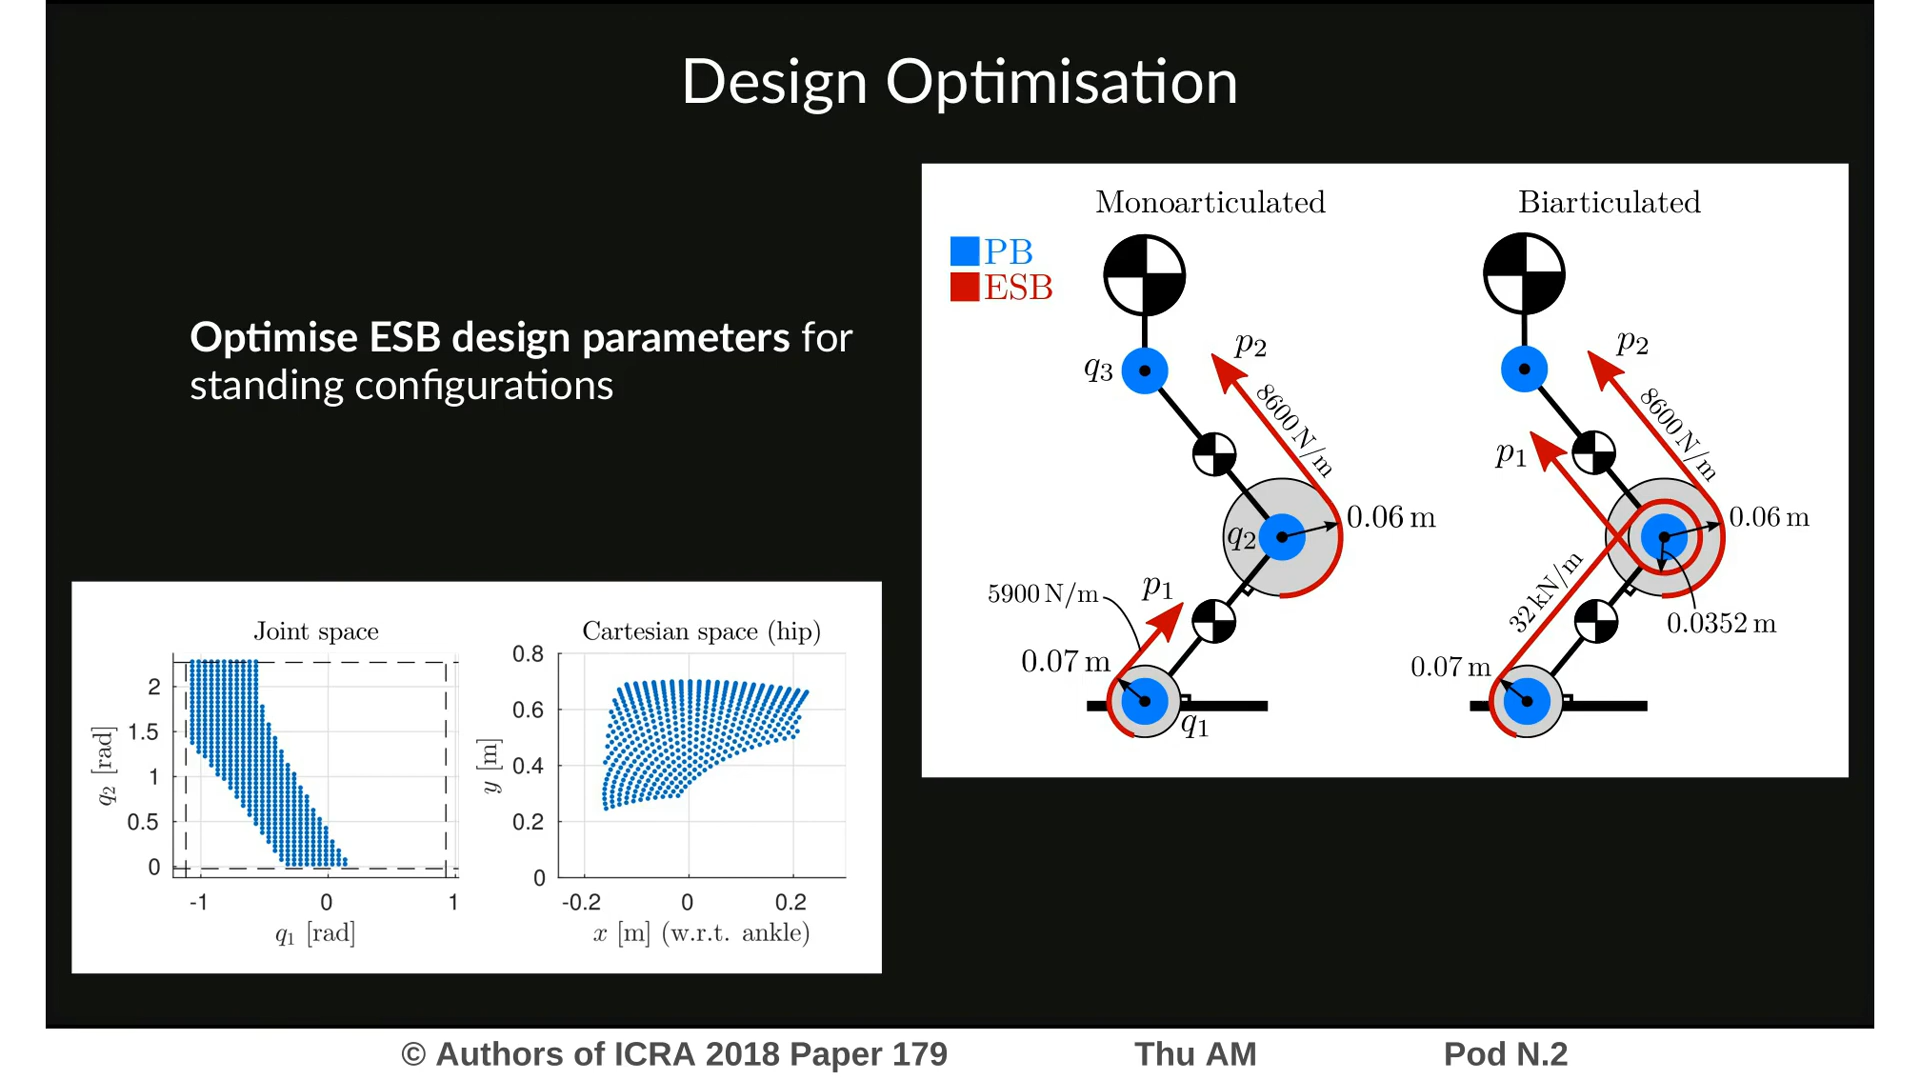 Design Optimisation
Optimise ESB design parameters for
standing configurations
Monoarticulated
Biarticulated
PB
ESB
q3
p2
8600 N/m
0.06 m
q2
5900 N/m
p1
0.07 m
q1
p2
8600 N/m
p1
0.06 m
32 kN/m
0.0352 m
0.07 m
Joint space
2
1.5
1
0.5
0
-1 0 1
q2 [rad]
q1 [rad]
Cartesian space (hip)
0.8
0.6
0.4
0.2
0
-0.2 0 0.2
y [m]
x [m] (w.r.t. ankle)
© Authors of ICRA 2018 Paper 179 Thu AM Pod N.2